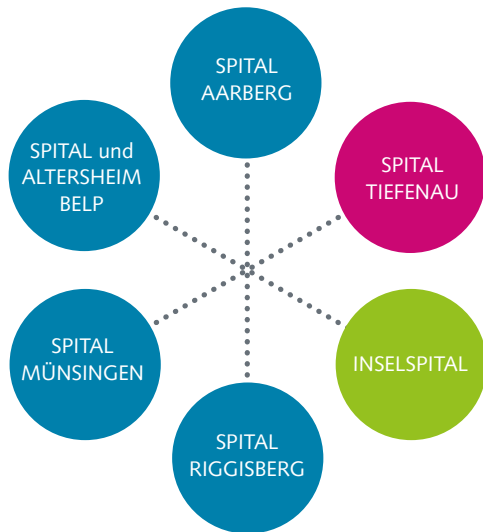 SPITAL
AARBERG
SPITAL und
ALTERSHEIM
BELP
SPITAL
TIEFENAU
SPITAL
MÜNSINGEN
INSELSPITAL
SPITAL
RIGGISBERG